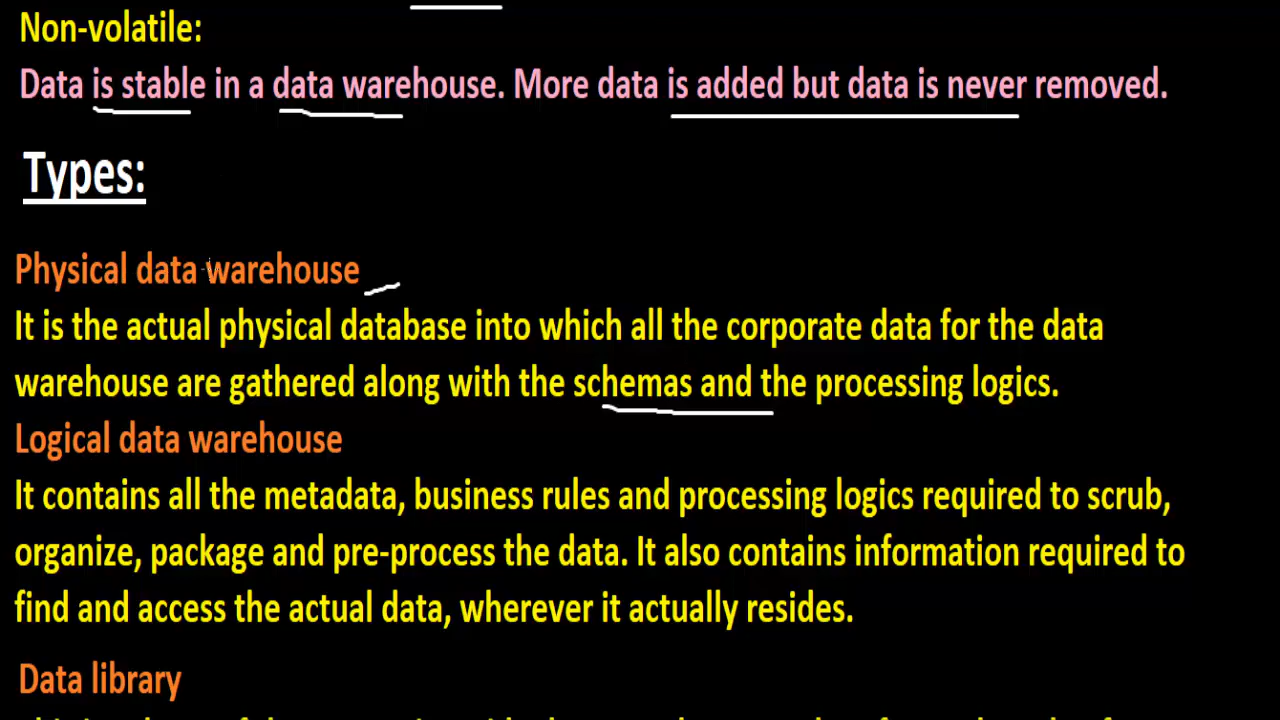 Non-volatile:
Data is stable in a data warehouse. More data is added but data is never removed.
Types:
Physical data warehouse
It is the actual physical database into which all the corporate data for the data
warehouse are gathered along with the schemas and the processing logics.
Logical data warehouse
It contains all the metadata, business rules and processing logics required to scrub,
organize, package and pre-process the data. It also contains information required to
find and access the actual data, wherever it actually resides.
Data library